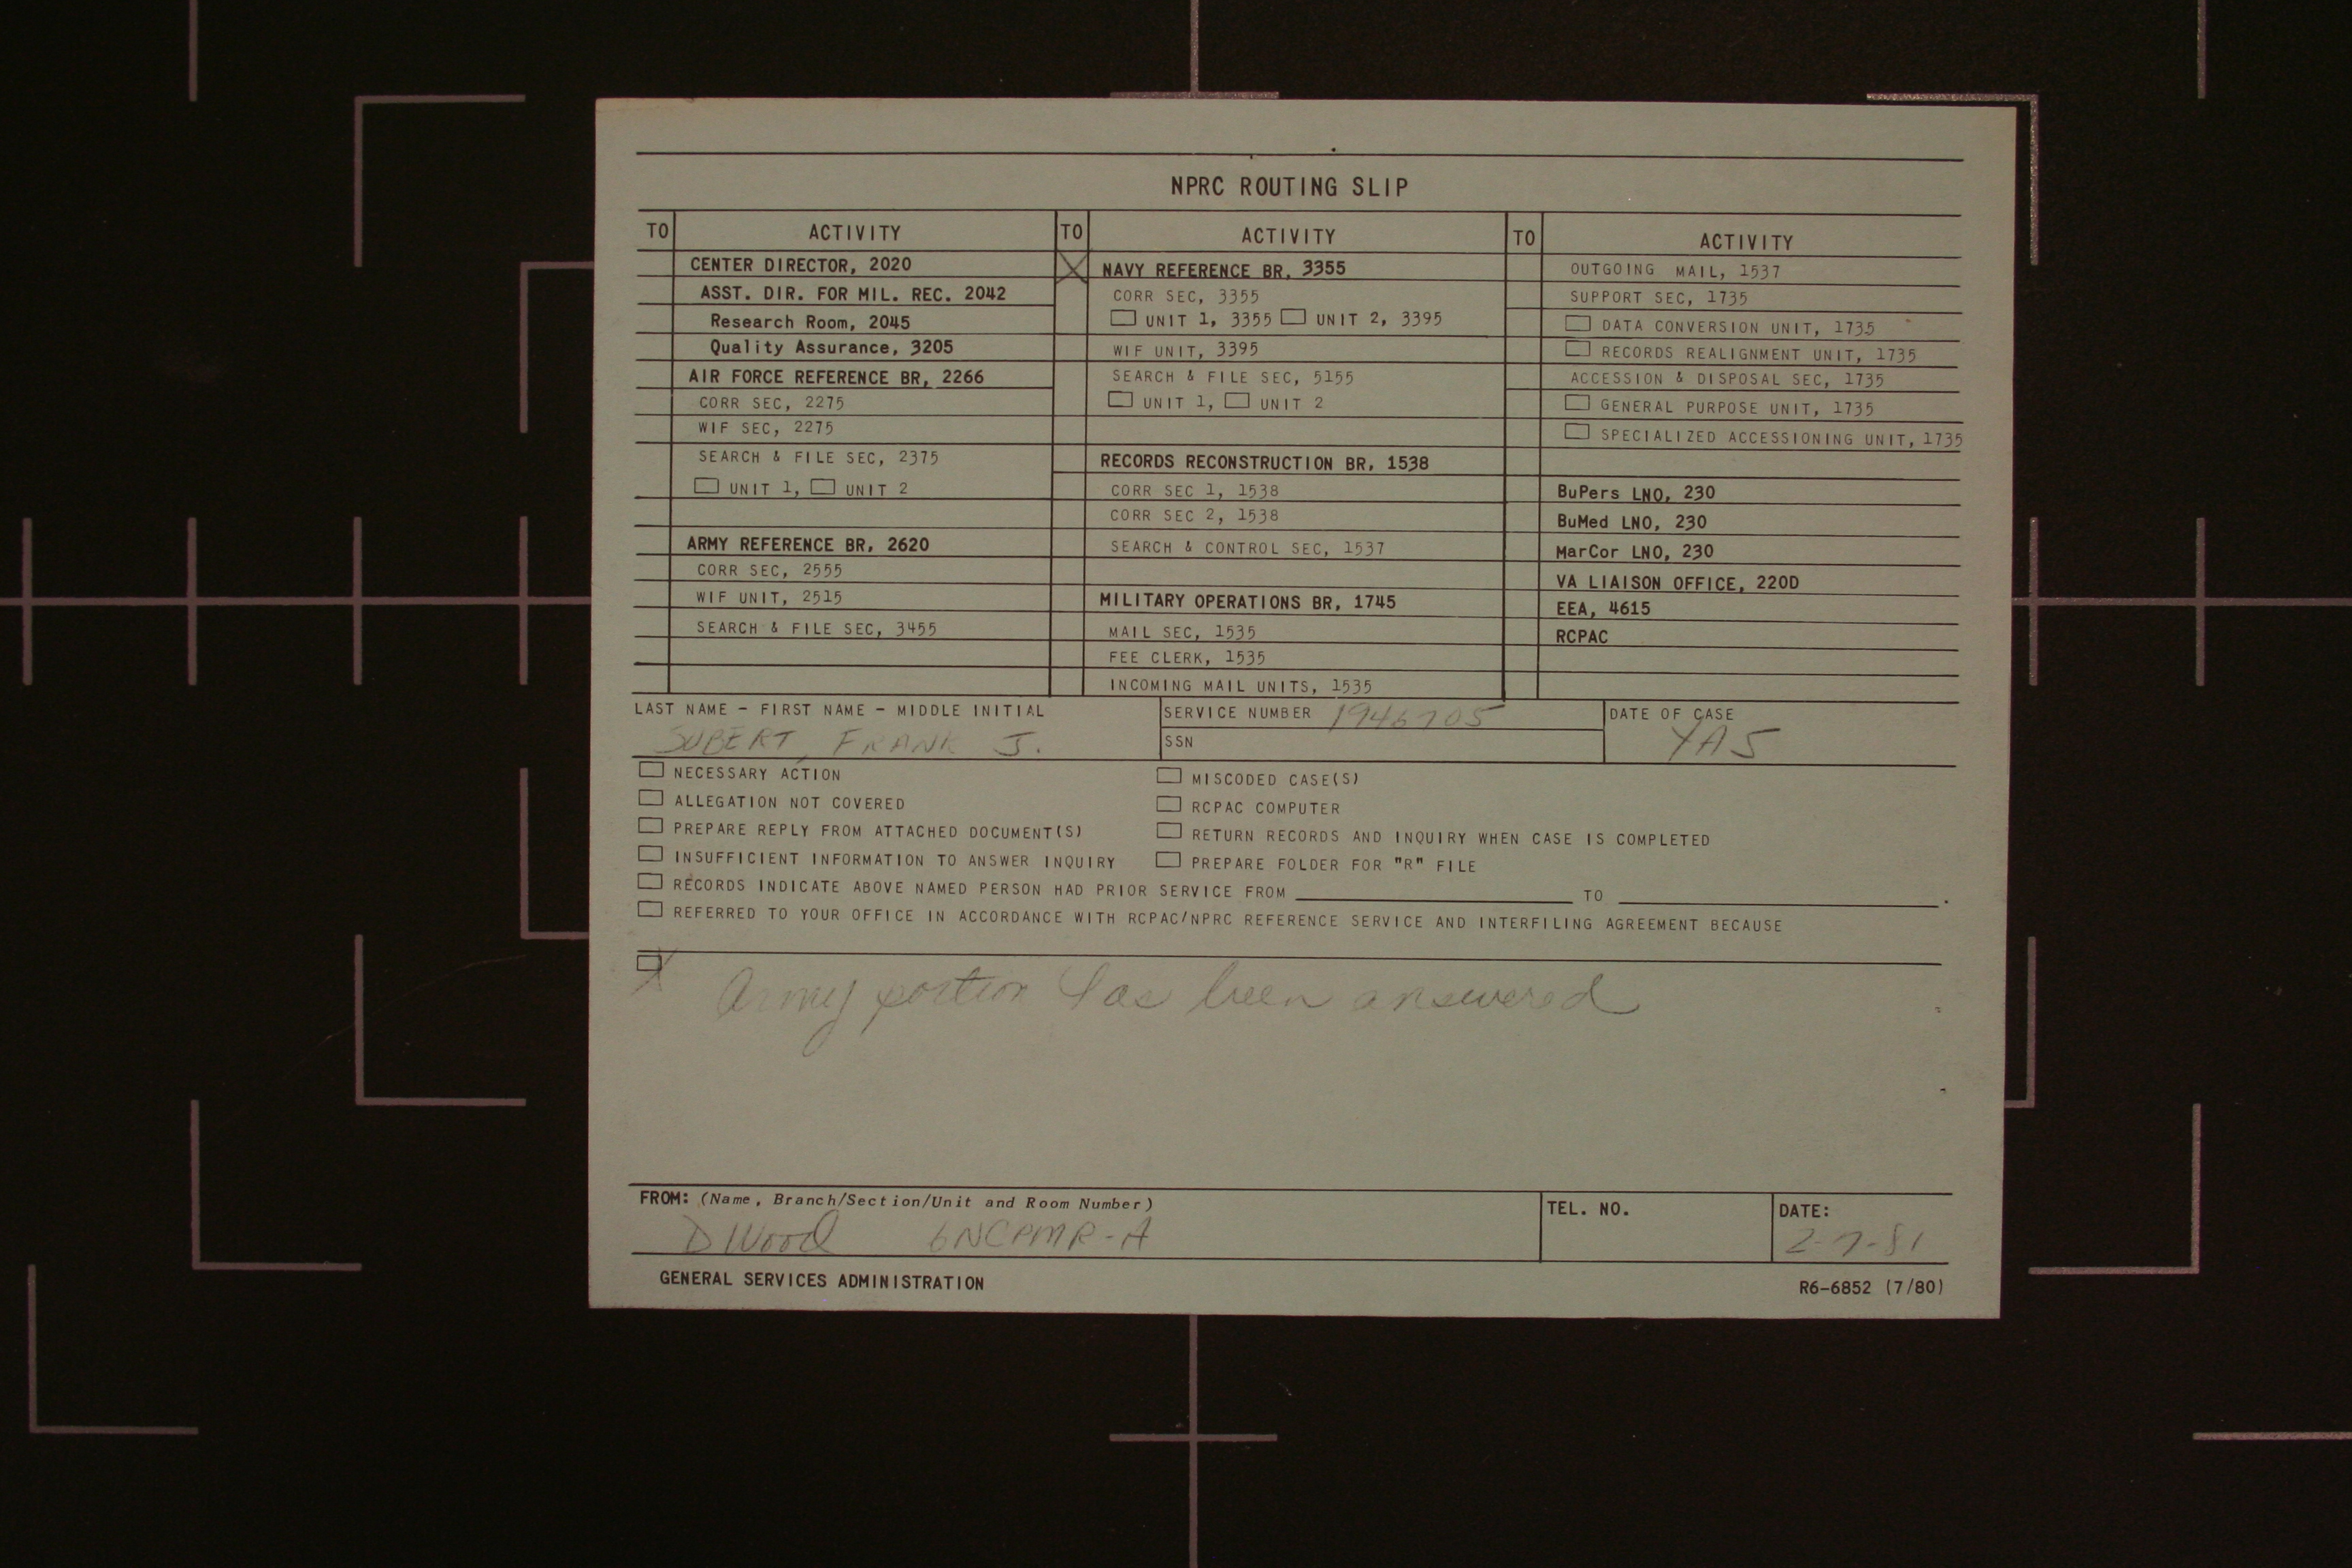 NPRC ROUTING SLIP
TO ACTIVITY TO ACTIVITY TO ACTIVITY
CENTER DIRECTOR, 2020
ASST. DIR. FOR MIL. REC. 2042
Research Room, 2045
Quality Assurance, 3205
AIR FORCE REFERENCE BR, 2266
CORR SEC, 2275
WIF SEC, 2275
SEARCH & FILE SEC, 2375
UNIT 1, UNIT 2
ARMY REFERENCE BR, 2620
CORR SEC, 2555
WIF UNIT, 2515
SEARCH & FILE SEC, 3455
X NAVY REFERENCE BR, 3355
CORR SEC, 3355
UNIT 1, 3355 UNIT 2, 3395
WIF UNIT, 3395
SEARCH & FILE SEC, 5155
UNIT 1, UNIT 2
RECORDS RECONSTRUCTION BR, 1538
CORR SEC 1, 1538
CORR SEC 2, 1538
SEARCH & CONTROL SEC, 1537
MILITARY OPERATIONS BR, 1745
MAIL SEC, 1535
FEE CLERK, 1535
INCOMING MAIL UNITS, 1535
OUTGOING MAIL, 1537
SUPPORT SEC, 1735
DATA CONVERSION UNIT, 1735
RECORDS REALIGNMENT UNIT, 1735
ACCESSION & DISPOSAL SEC, 1735
GENERAL PURPOSE UNIT, 1735
SPECIALIZED ACCESSIONING UNIT, 1735
BuPers LNO, 230
BuMed LNO, 230
MarCor LNO, 230
VA LIAISON OFFICE, 220D
EEA, 4615
RCPAC
LAST NAME - FIRST NAME - MIDDLE INITIAL
SUBERT, FRANK J.
SERVICE NUMBER 1946705
SSN
DATE OF CASE
YAS
NECESSARY ACTION
ALLEGATION NOT COVERED
PREPARE REPLY FROM ATTACHED DOCUMENT(S)
INSUFFICIENT INFORMATION TO ANSWER INQUIRY
MISCODED CASE(S)
RCPAC COMPUTER
RETURN RECORDS AND INQUIRY WHEN CASE IS COMPLETED
PREPARE FOLDER FOR "R" FILE
RECORDS INDICATE ABOVE NAMED PERSON HAD PRIOR SERVICE FROM TO .
REFERRED TO YOUR OFFICE IN ACCORDANCE WITH RCPAC/NPRC REFERENCE SERVICE AND INTERFILING AGREEMENT BECAUSE
X Army portion has been answered
FROM: (Name, Branch/Section/Unit and Room Number)
D Wood 6NCPMR-A
TEL. NO.
DATE:
2-7-81
GENERAL SERVICES ADMINISTRATION
R6-6852 (7/80)